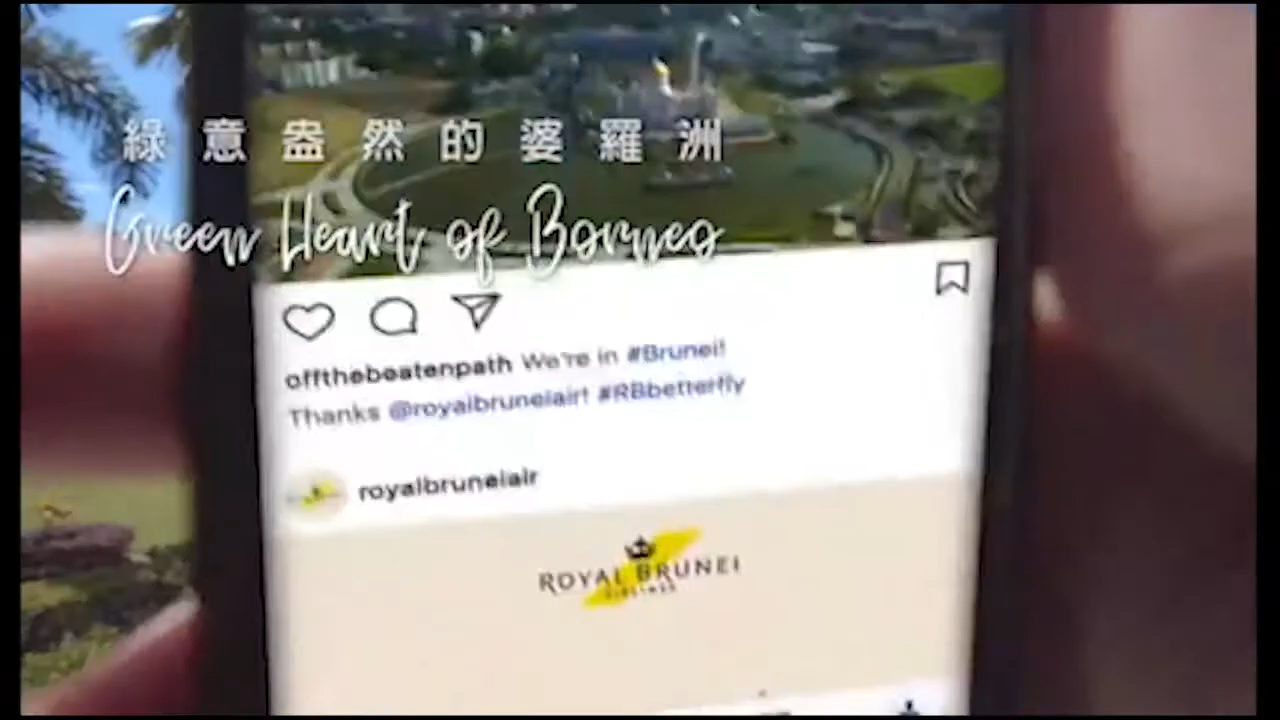 綠意盎然的婆羅洲
Green Heart of Borneo
offthebeatenpath We're in #Brunei!
Thanks @royalbruneiair! #RBbetterfly
royalbruneiair
ROYAL BRUNEI
AIRLINES